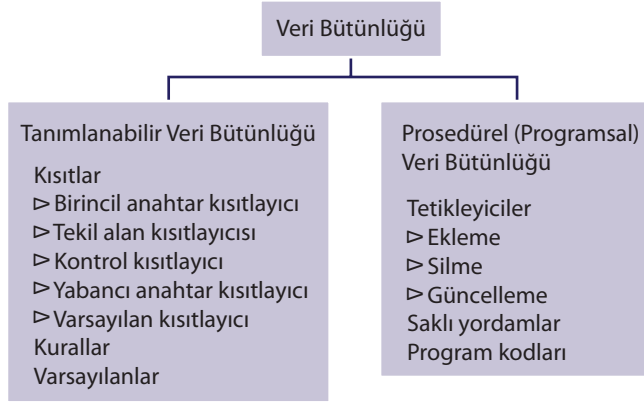 Veri Bütünlüğü
Tanımlanabilir Veri Bütünlüğü
Kısıtlar
▻ Birincil anahtar kısıtlayıcı
▻ Tekil alan kısıtlayıcısı
▻ Kontrol kısıtlayıcı
▻ Yabancı anahtar kısıtlayıcı
▻ Varsayılan kısıtlayıcı
Kurallar
Varsayılanlar
Prosedürel (Programsal)
Veri Bütünlüğü
Tetikleyiciler
▻ Ekleme
▻ Silme
▻ Güncelleme
Saklı yordamlar
Program kodları